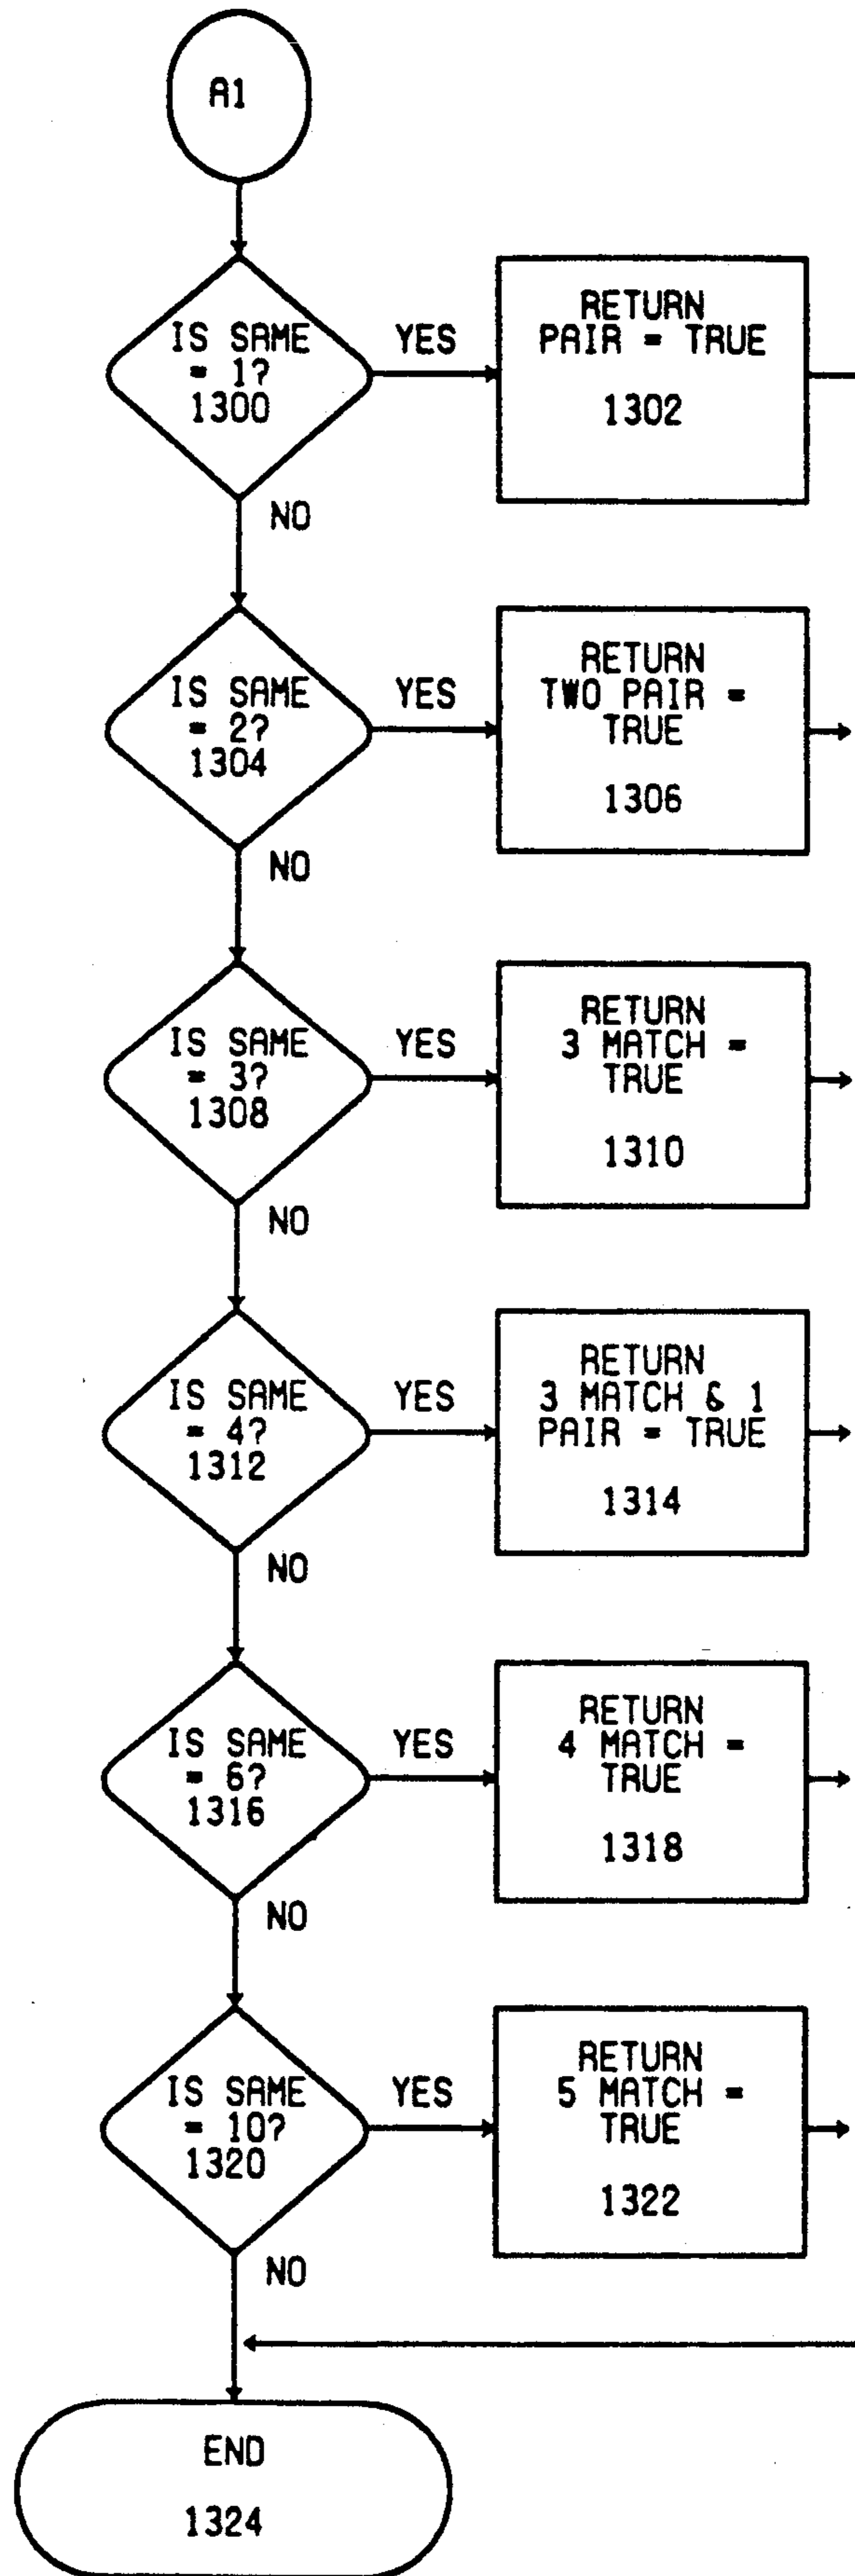 A1
IS SAME
= 1?
1300
YES
RETURN
PAIR = TRUE
1302
NO
IS SAME
= 2?
1304
YES
RETURN
TWO PAIR =
TRUE
1306
NO
IS SAME
= 3?
1308
YES
RETURN
3 MATCH =
TRUE
1310
NO
IS SAME
= 4?
1312
YES
RETURN
3 MATCH & 1
PAIR = TRUE
1314
NO
IS SAME
= 6?
1316
YES
RETURN
4 MATCH =
TRUE
1318
NO
IS SAME
= 10?
1320
YES
RETURN
5 MATCH =
TRUE
1322
NO
END
1324